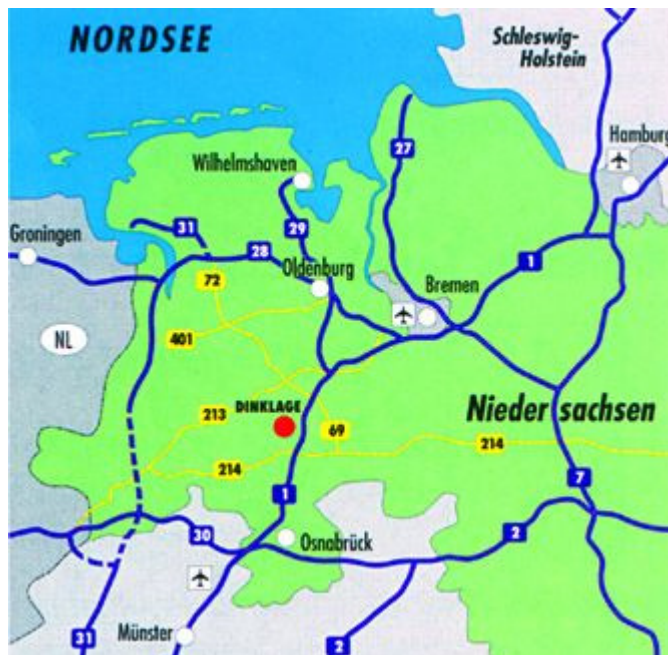 NORDSEE
Schleswig-
Holstein
Hamburg
27
Wilhelmshaven
31
29
Groningen
28
1
72
Oldenburg
Bremen
401
NL
DINKLAGE
213
69
Nieder sachsen
214
214
7
1
30
2
Osnabrück
31
Münster
2